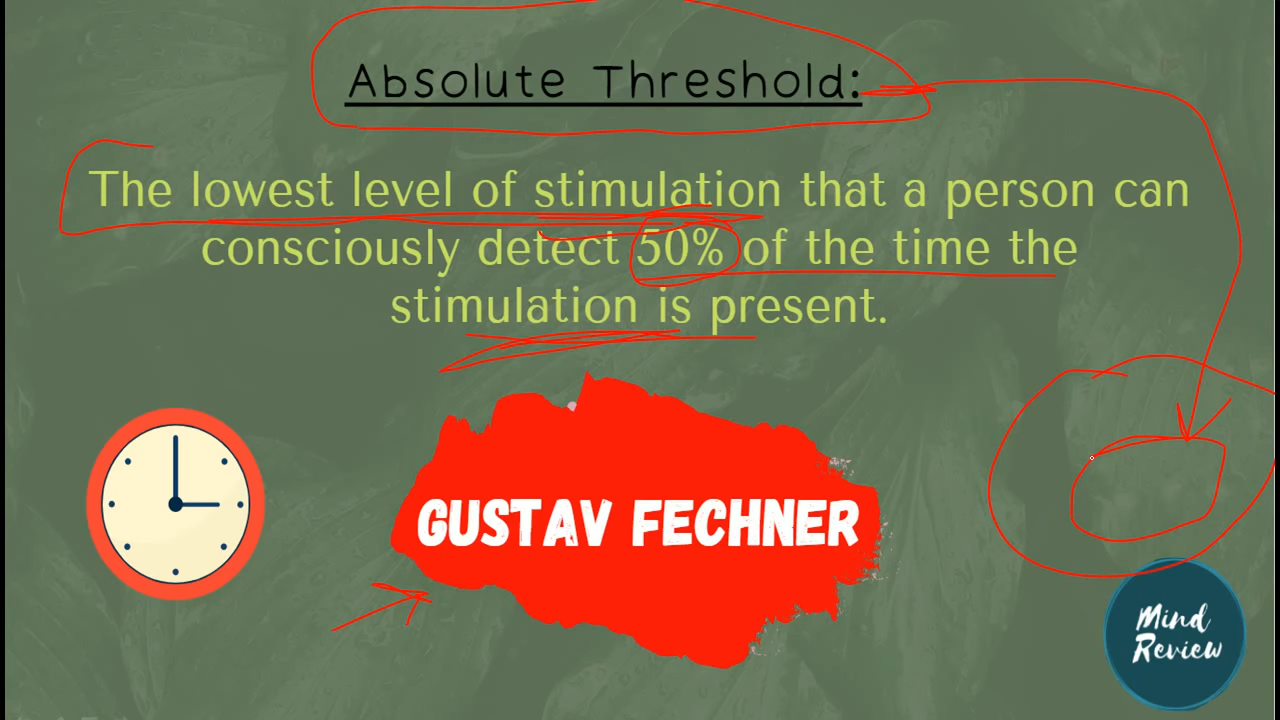 Absolute Threshold:
The lowest level of stimulation that a person can
consciously detect 50% of the time the
stimulation is present.
GUSTAV FECHNER
Mind
Review